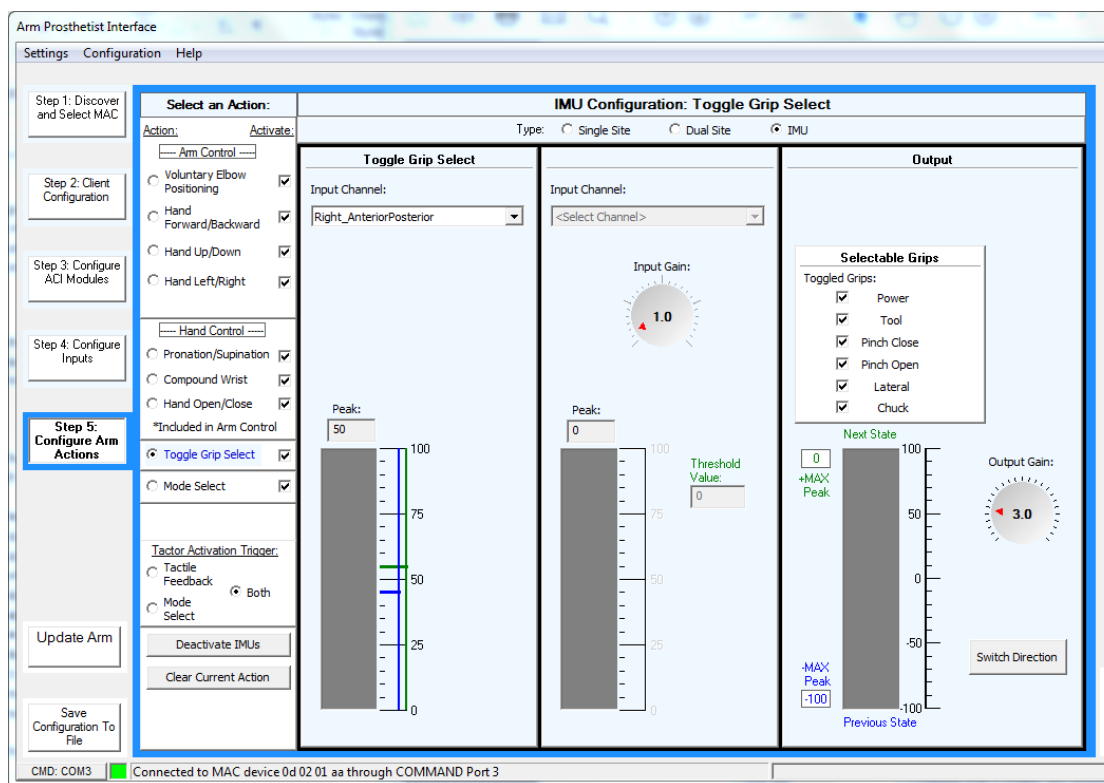 Arm Prosthetist Interface
Settings Configuration Help
Step 1: Discover
and Select MAC
Step 2: Client
Configuration
Step 3: Configure
ACI Modules
Step 4: Configure
Inputs
Step 5:
Configure Arm
Actions
Update Arm
Save
Configuration To
File
Select an Action:
Action: Activate:
---- Arm Control ----
Voluntary Elbow
Positioning
Hand
Forward/Backward
Hand Up/Down
Hand Left/Right
---- Hand Control ----
Pronation/Supination
Compound Wrist
Hand Open/Close
*Included in Arm Control
Toggle Grip Select
Mode Select
Tactor Activation Trigger:
Tactile
Feedback
Both
Mode
Select
Deactivate IMUs
Clear Current Action
IMU Configuration: Toggle Grip Select
Type: Single Site Dual Site IMU
Toggle Grip Select
Input Channel:
Right_AnteriorPosterior
Peak:
50
100
75
50
25
0
Input Channel:
<Select Channel>
Input Gain:
1.0
Peak:
0
100
75
50
25
0
Threshold
Value:
0
Output
Selectable Grips
Toggled Grips:
Power
Tool
Pinch Close
Pinch Open
Lateral
Chuck
Next State
0
+MAX
Peak
100
50
0
-50
-100
-MAX
Peak
-100
Previous State
Output Gain:
3.0
Switch Direction
CMD: COM3 Connected to MAC device 0d 02 01 aa through COMMAND Port 3